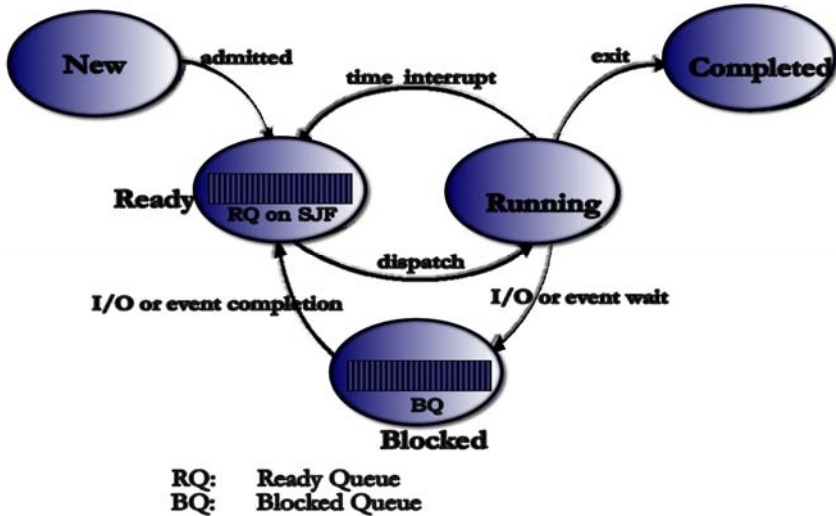 New
admitted
time interrupt
exit
Completed
Ready
RQ on SJF
Running
dispatch
I/O or event completion
I/O or event wait
BQ
Blocked
RQ: Ready Queue
BQ: Blocked Queue